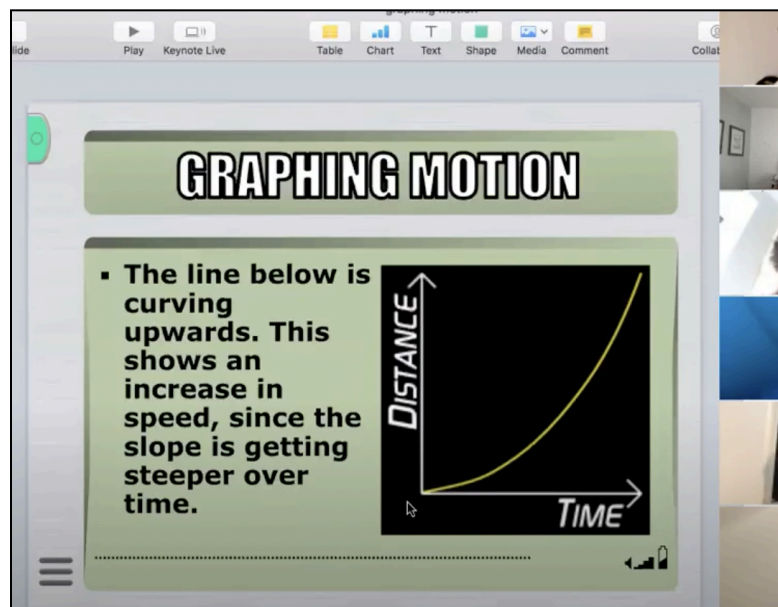 Play
Keynote Live
Table
Chart
Text
Shape
Media
Comment
GRAPHING MOTION
▪ The line below is
curving
upwards. This
shows an
increase in
speed, since the
slope is getting
steeper over
time.
DISTANCE
TIME